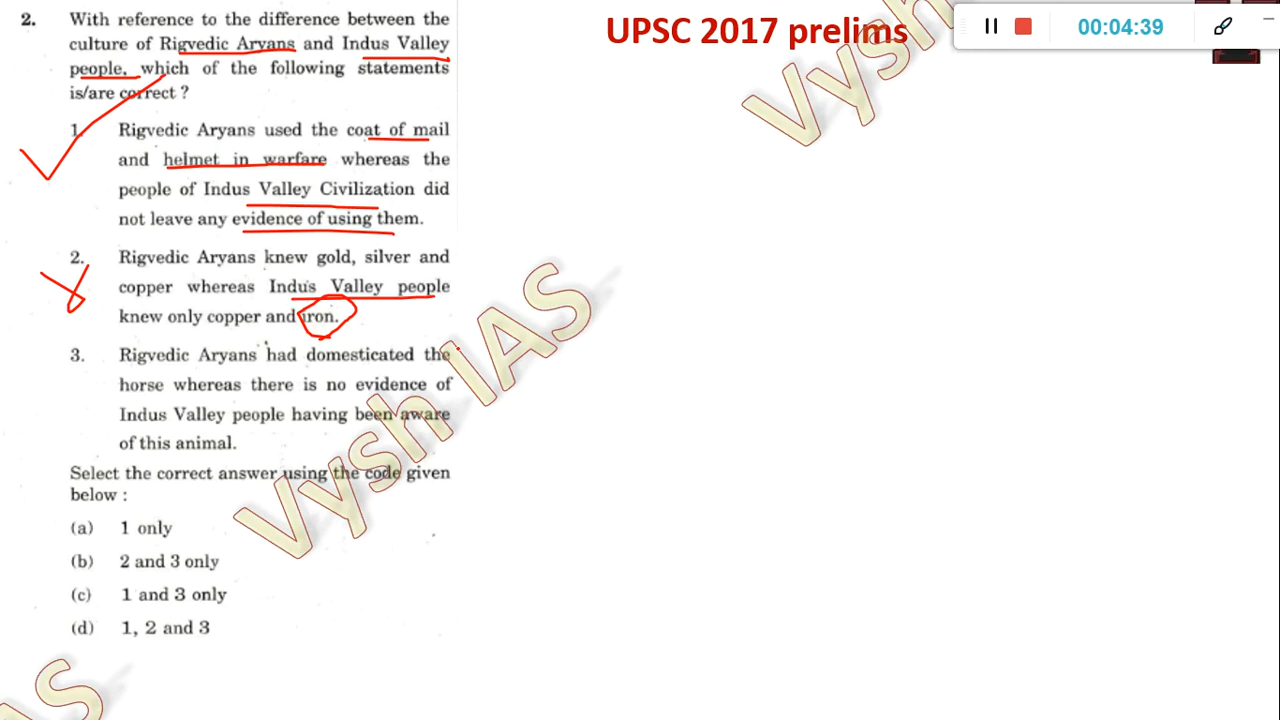 UPSC 2017 prelims
00:04:39
2. With reference to the difference between the
culture of Rigvedic Aryans and Indus Valley
people, which of the following statements
is/are correct ?
1. Rigvedic Aryans used the coat of mail
and helmet in warfare whereas the
people of Indus Valley Civilization did
not leave any evidence of using them.
2. Rigvedic Aryans knew gold, silver and
copper whereas Indus Valley people
knew only copper and iron.
3. Rigvedic Aryans had domesticated the
horse whereas there is no evidence of
Indus Valley people having been aware
of this animal.
Select the correct answer using the code given
below :
(a) 1 only
(b) 2 and 3 only
(c) 1 and 3 only
(d) 1, 2 and 3
Vysh
Vysh IAS
AS